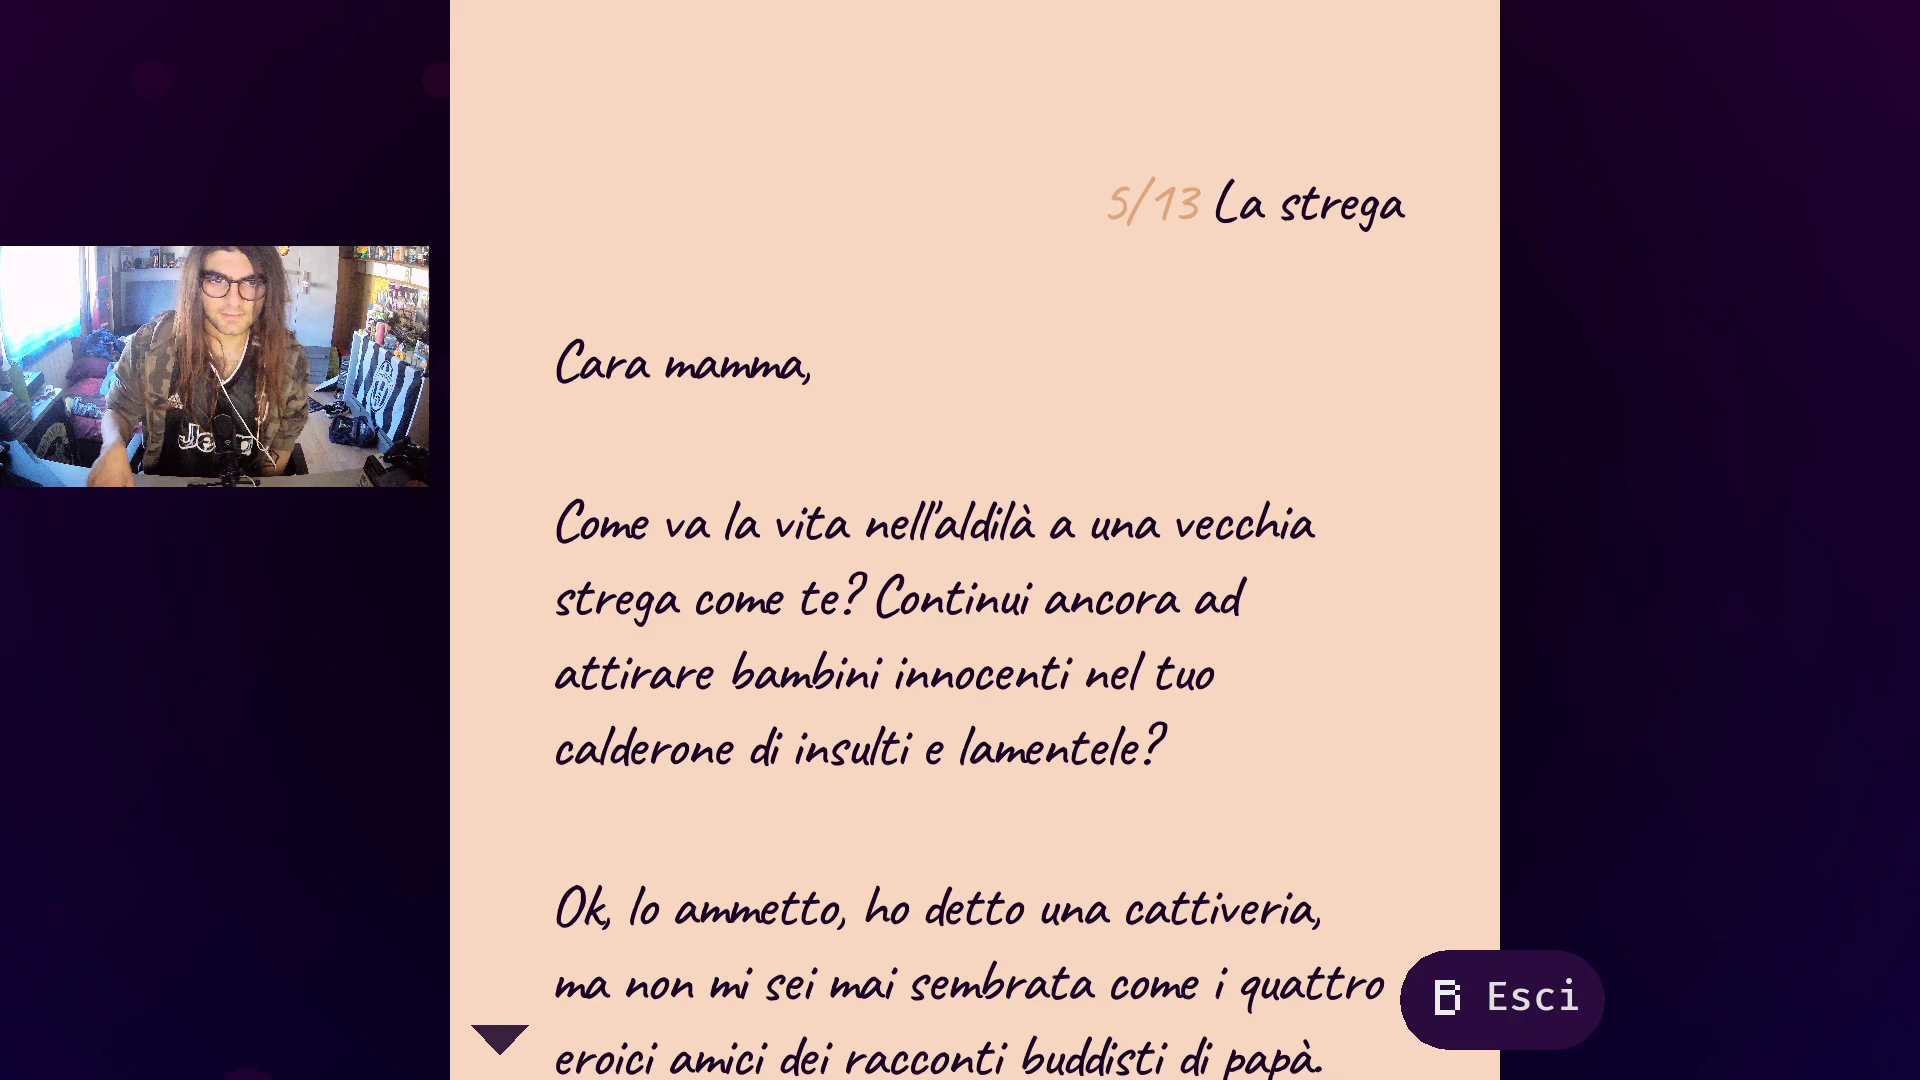 5/13 La strega
Cara mamma,
Come va la vita nell'aldilà a una vecchia
strega come te? Continui ancora ad
attirare bambini innocenti nel tuo
calderone di insulti e lamentele?
Ok, lo ammetto, ho detto una cattiveria,
ma non mi sei mai sembrata come i quattro
eroici amici dei racconti buddisti di papà.
B Esci